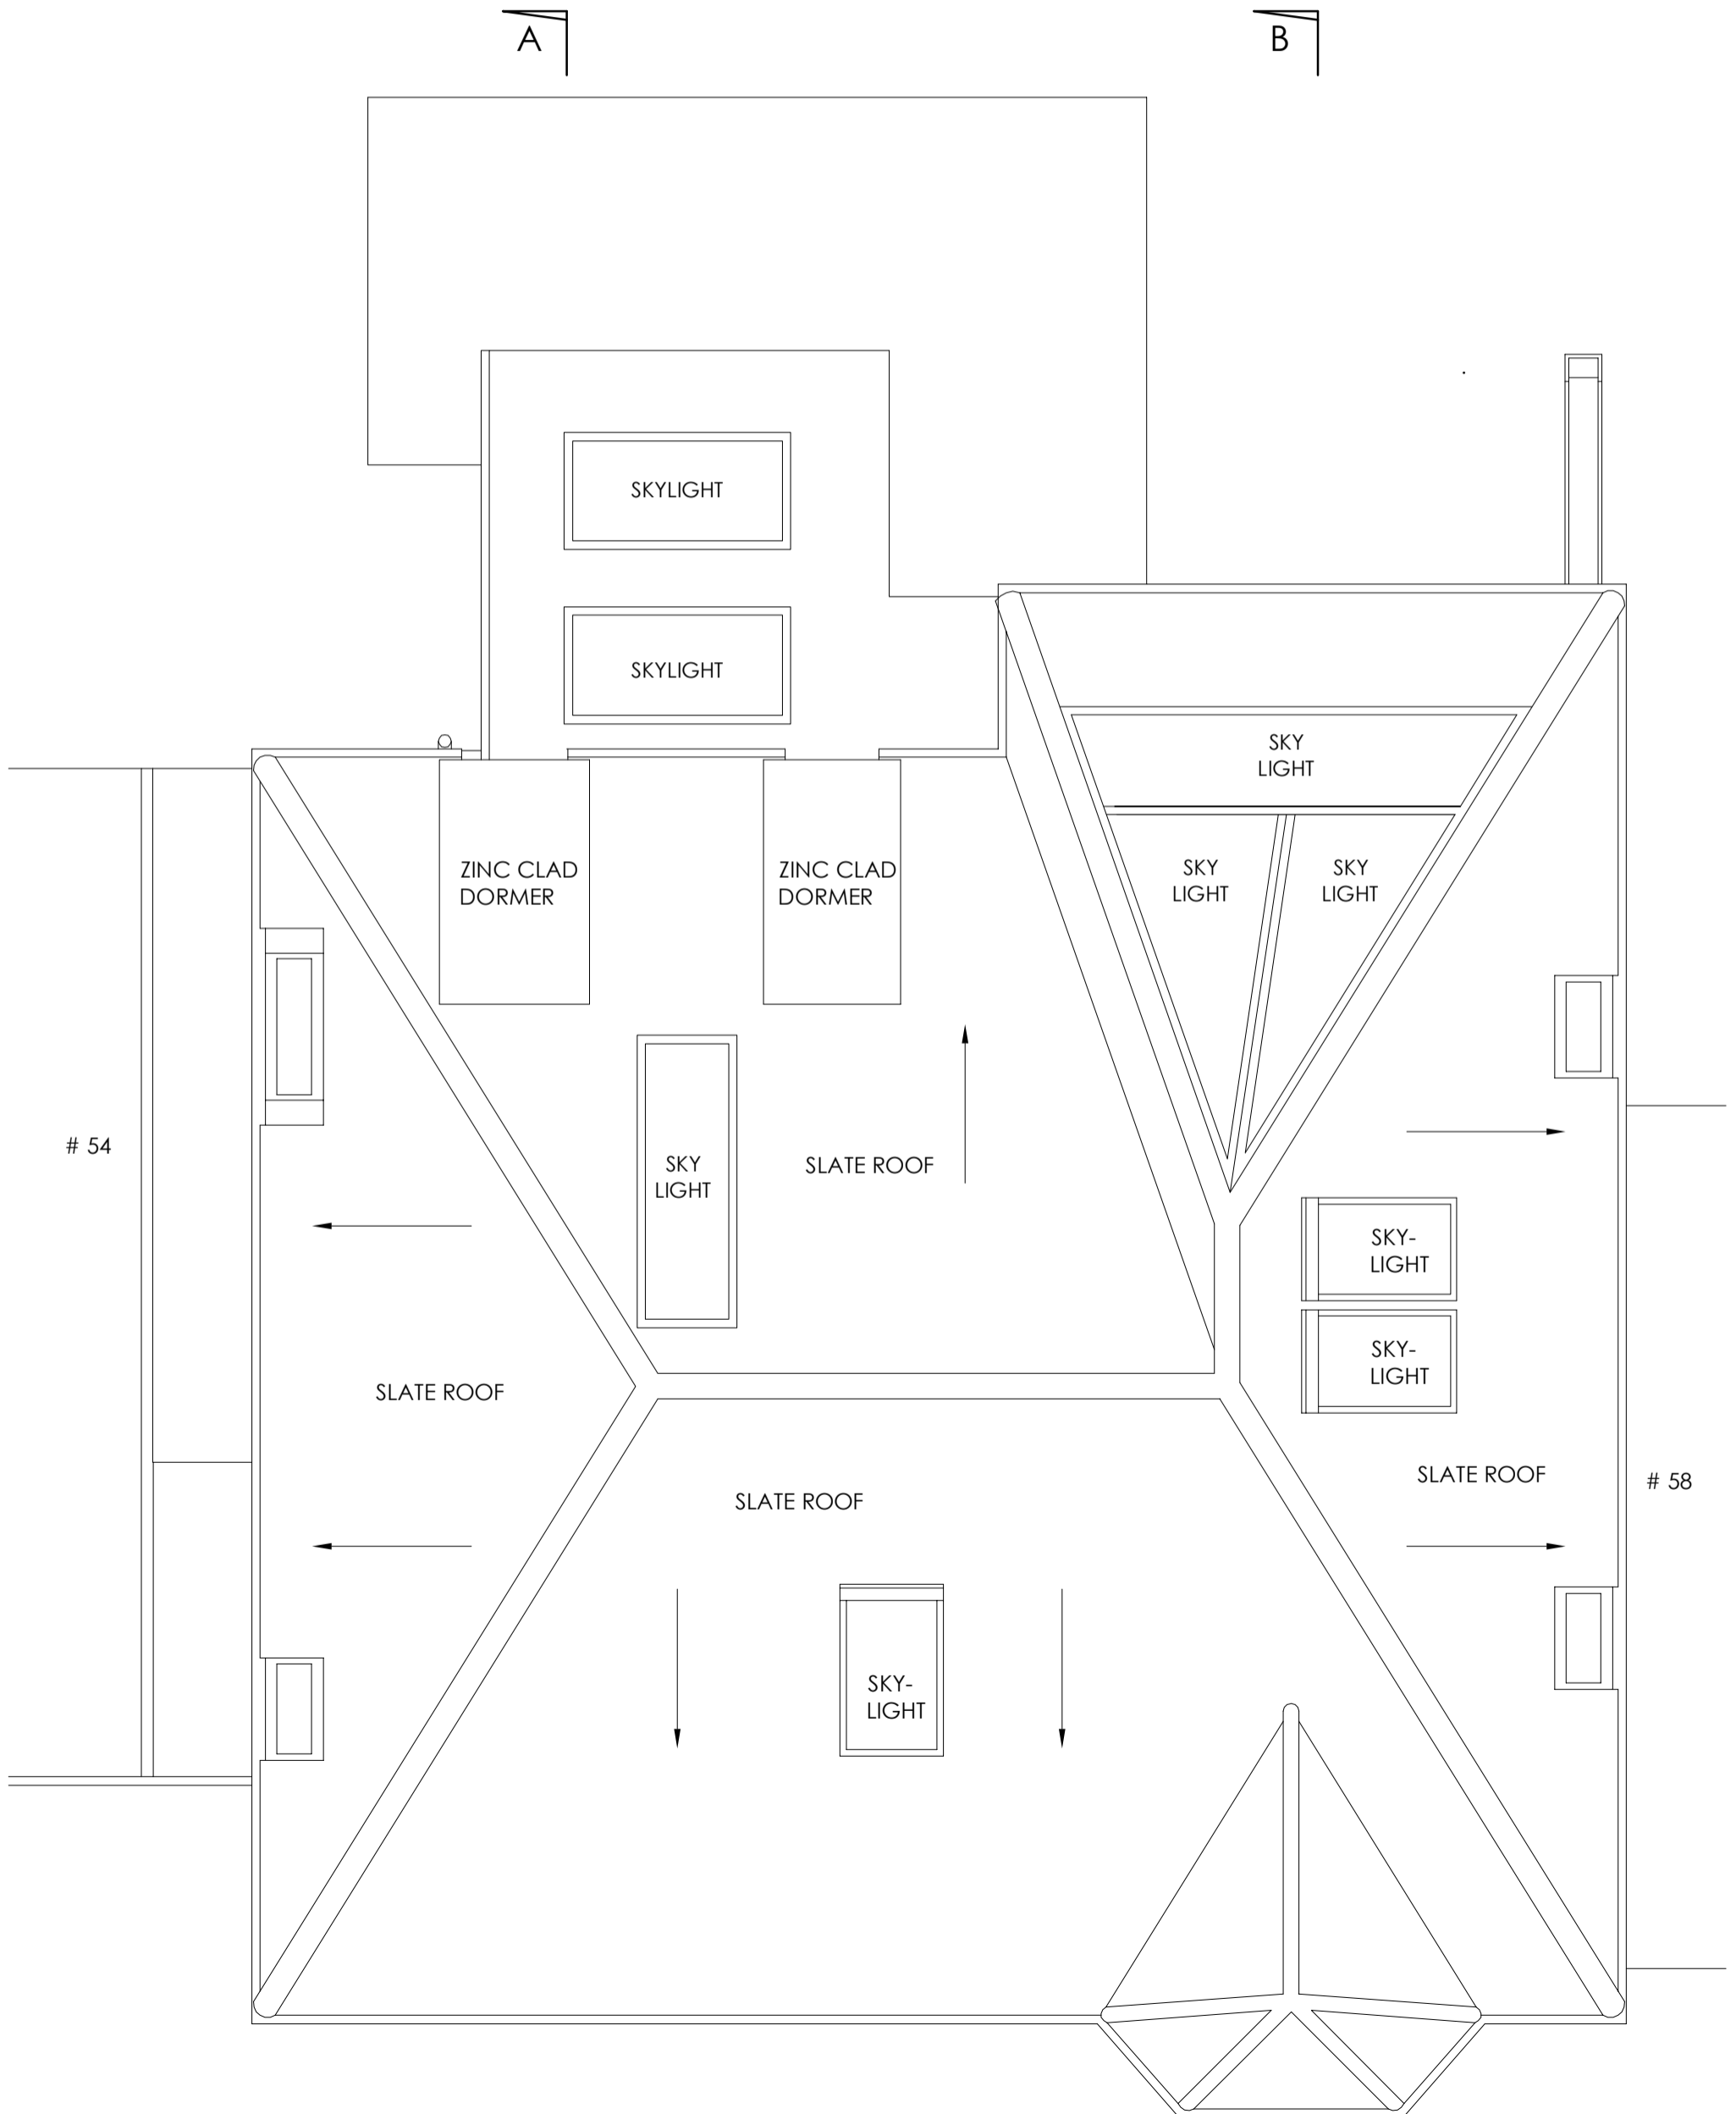 A
B
SKYLIGHT
SKYLIGHT
SKY
LIGHT
ZINC CLAD
DORMER
ZINC CLAD
DORMER
SKY
LIGHT
SKY
LIGHT
# 54
SKY
LIGHT
SLATE ROOF
SKY-
LIGHT
SKY-
LIGHT
SLATE ROOF
SLATE ROOF
# 58
SLATE ROOF
SKY-
LIGHT